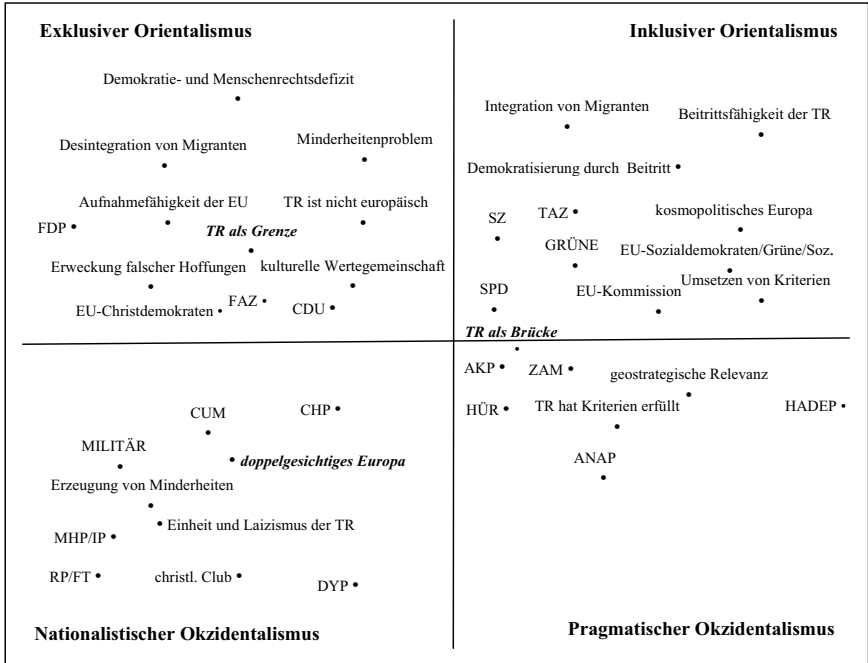 Exklusiver Orientalismus
Inklusiver Orientalismus
Demokratie- und Menschenrechtsdefizit
Integration von Migranten
Beitrittsfähigkeit der TR
Desintegration von Migranten
Minderheitenproblem
Demokratisierung durch Beitritt
Aufnahmefähigkeit der EU
TR ist nicht europäisch
SZ
TAZ
kosmopolitisches Europa
FDP
TR als Grenze
GRÜNE
EU-Sozialdemokraten/Grüne/Soz.
Erweckung falscher Hoffungen
kulturelle Wertegemeinschaft
SPD
EU-Kommission
Umsetzen von Kriterien
EU-Christdemokraten
FAZ
CDU
TR als Brücke
AKP
ZAM
geostrategische Relevanz
CUM
CHP
HÜR
TR hat Kriterien erfüllt
HADEP
MILITÄR
doppelgesichtiges Europa
ANAP
Erzeugung von Minderheiten
Einheit und Laizismus der TR
MHP/IP
RP/FT
christl. Club
DYP
Nationalistischer Okzidentalismus
Pragmatischer Okzidentalismus